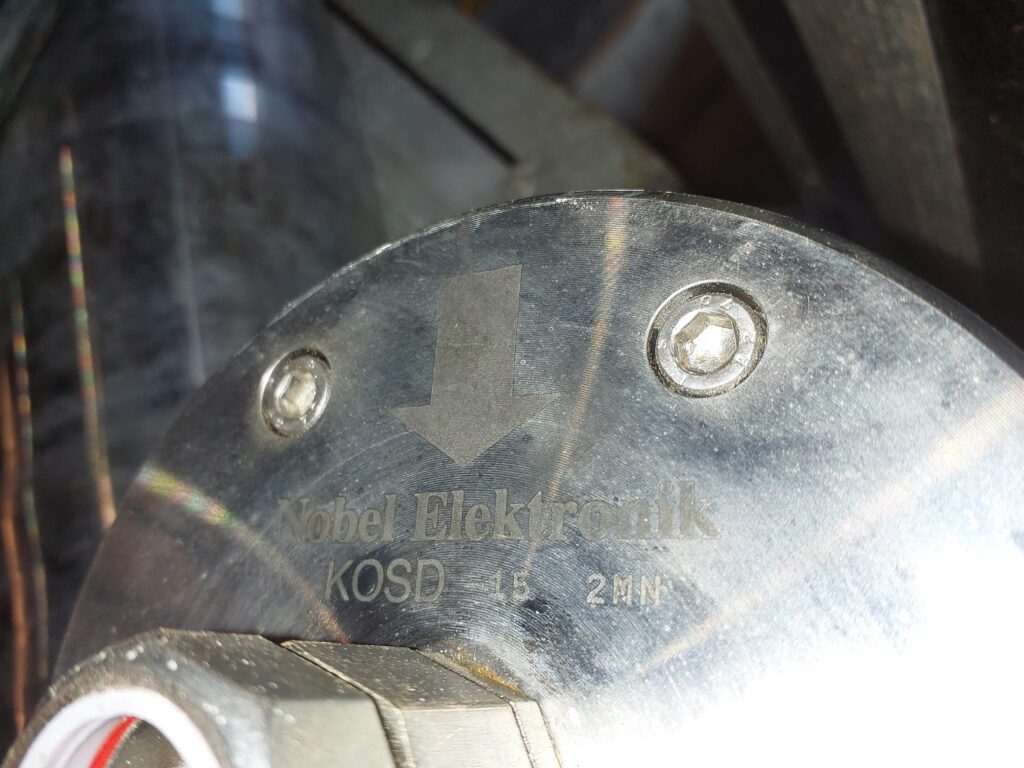 Nobel Elektronik
KOSD -15 2MN